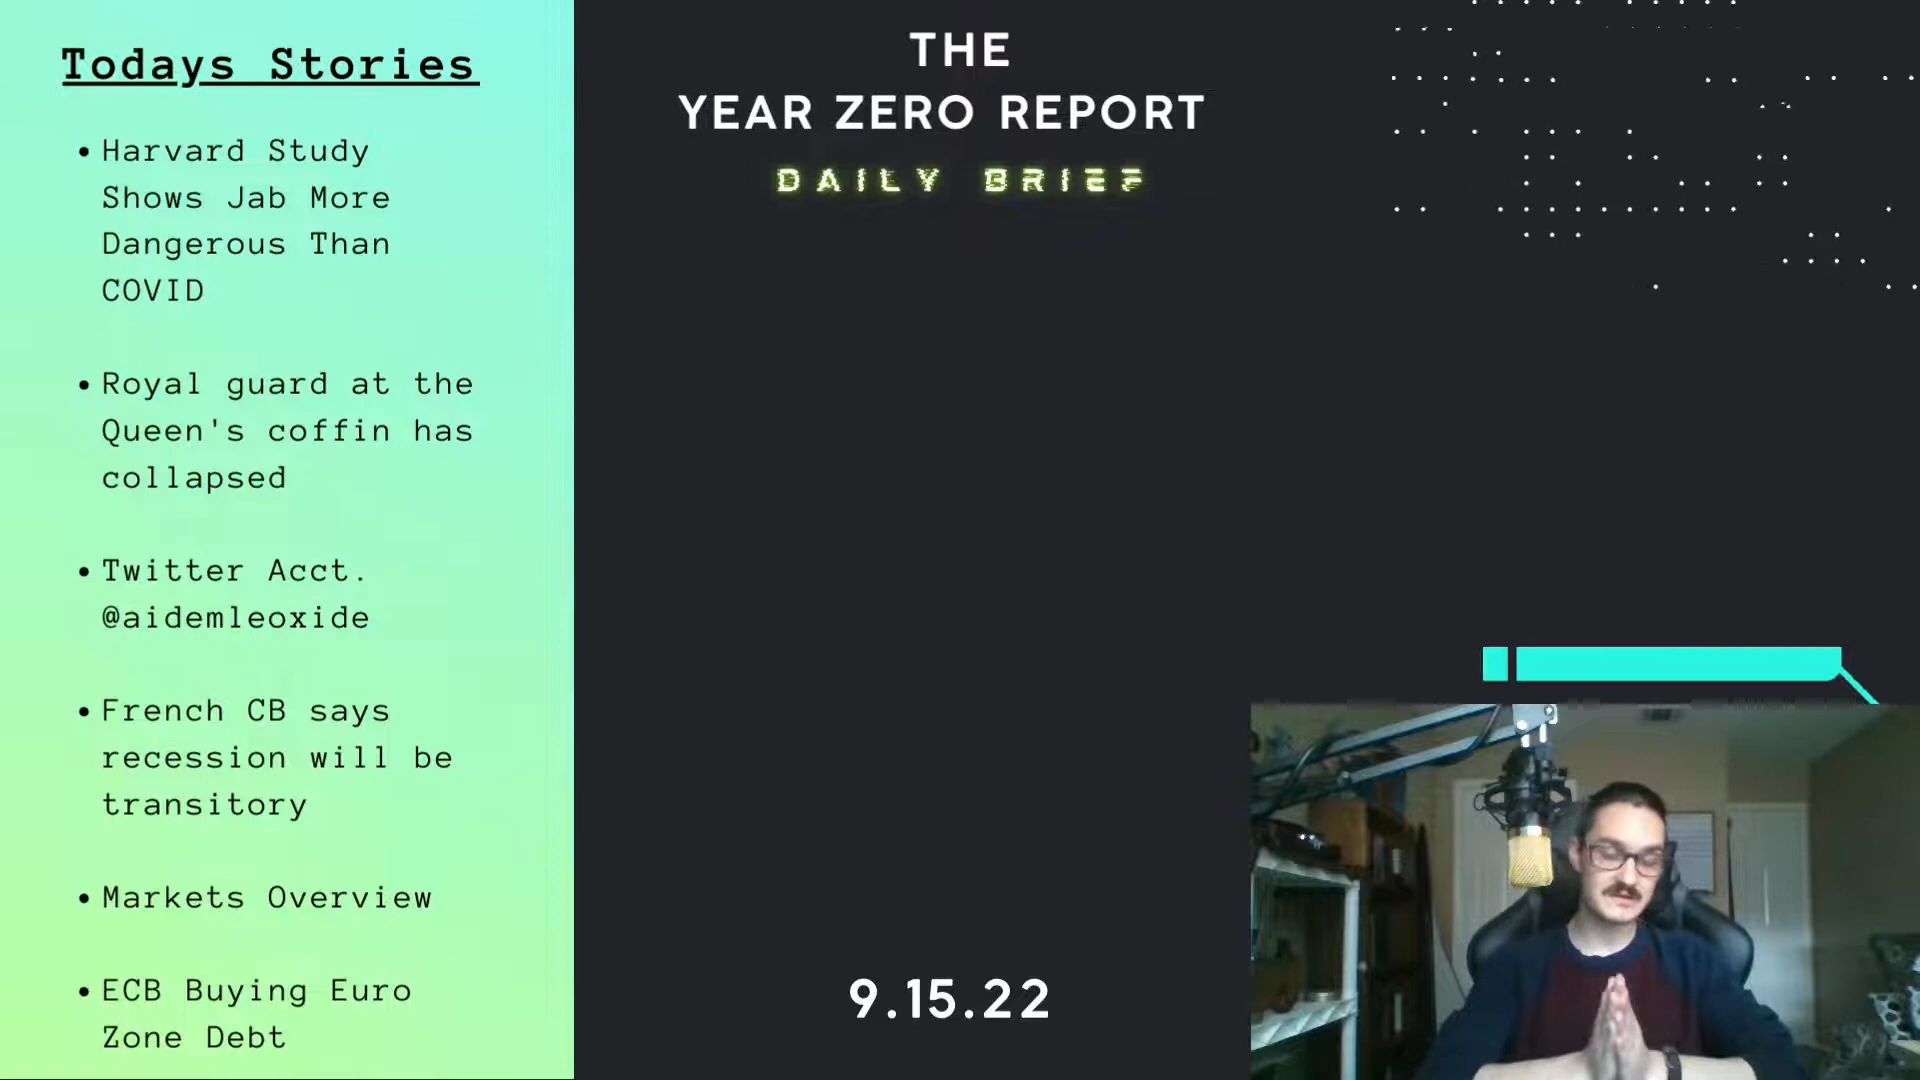 Todays Stories
Harvard Study
Shows Jab More
Dangerous Than
COVID
Royal guard at the
Queen's coffin has
collapsed
Twitter Acct.
@aidemleoxide
French CB says
recession will be
transitory
Markets Overview
ECB Buying Euro
Zone Debt
THE
YEAR ZERO REPORT
DAILY BRIEF
9.15.22